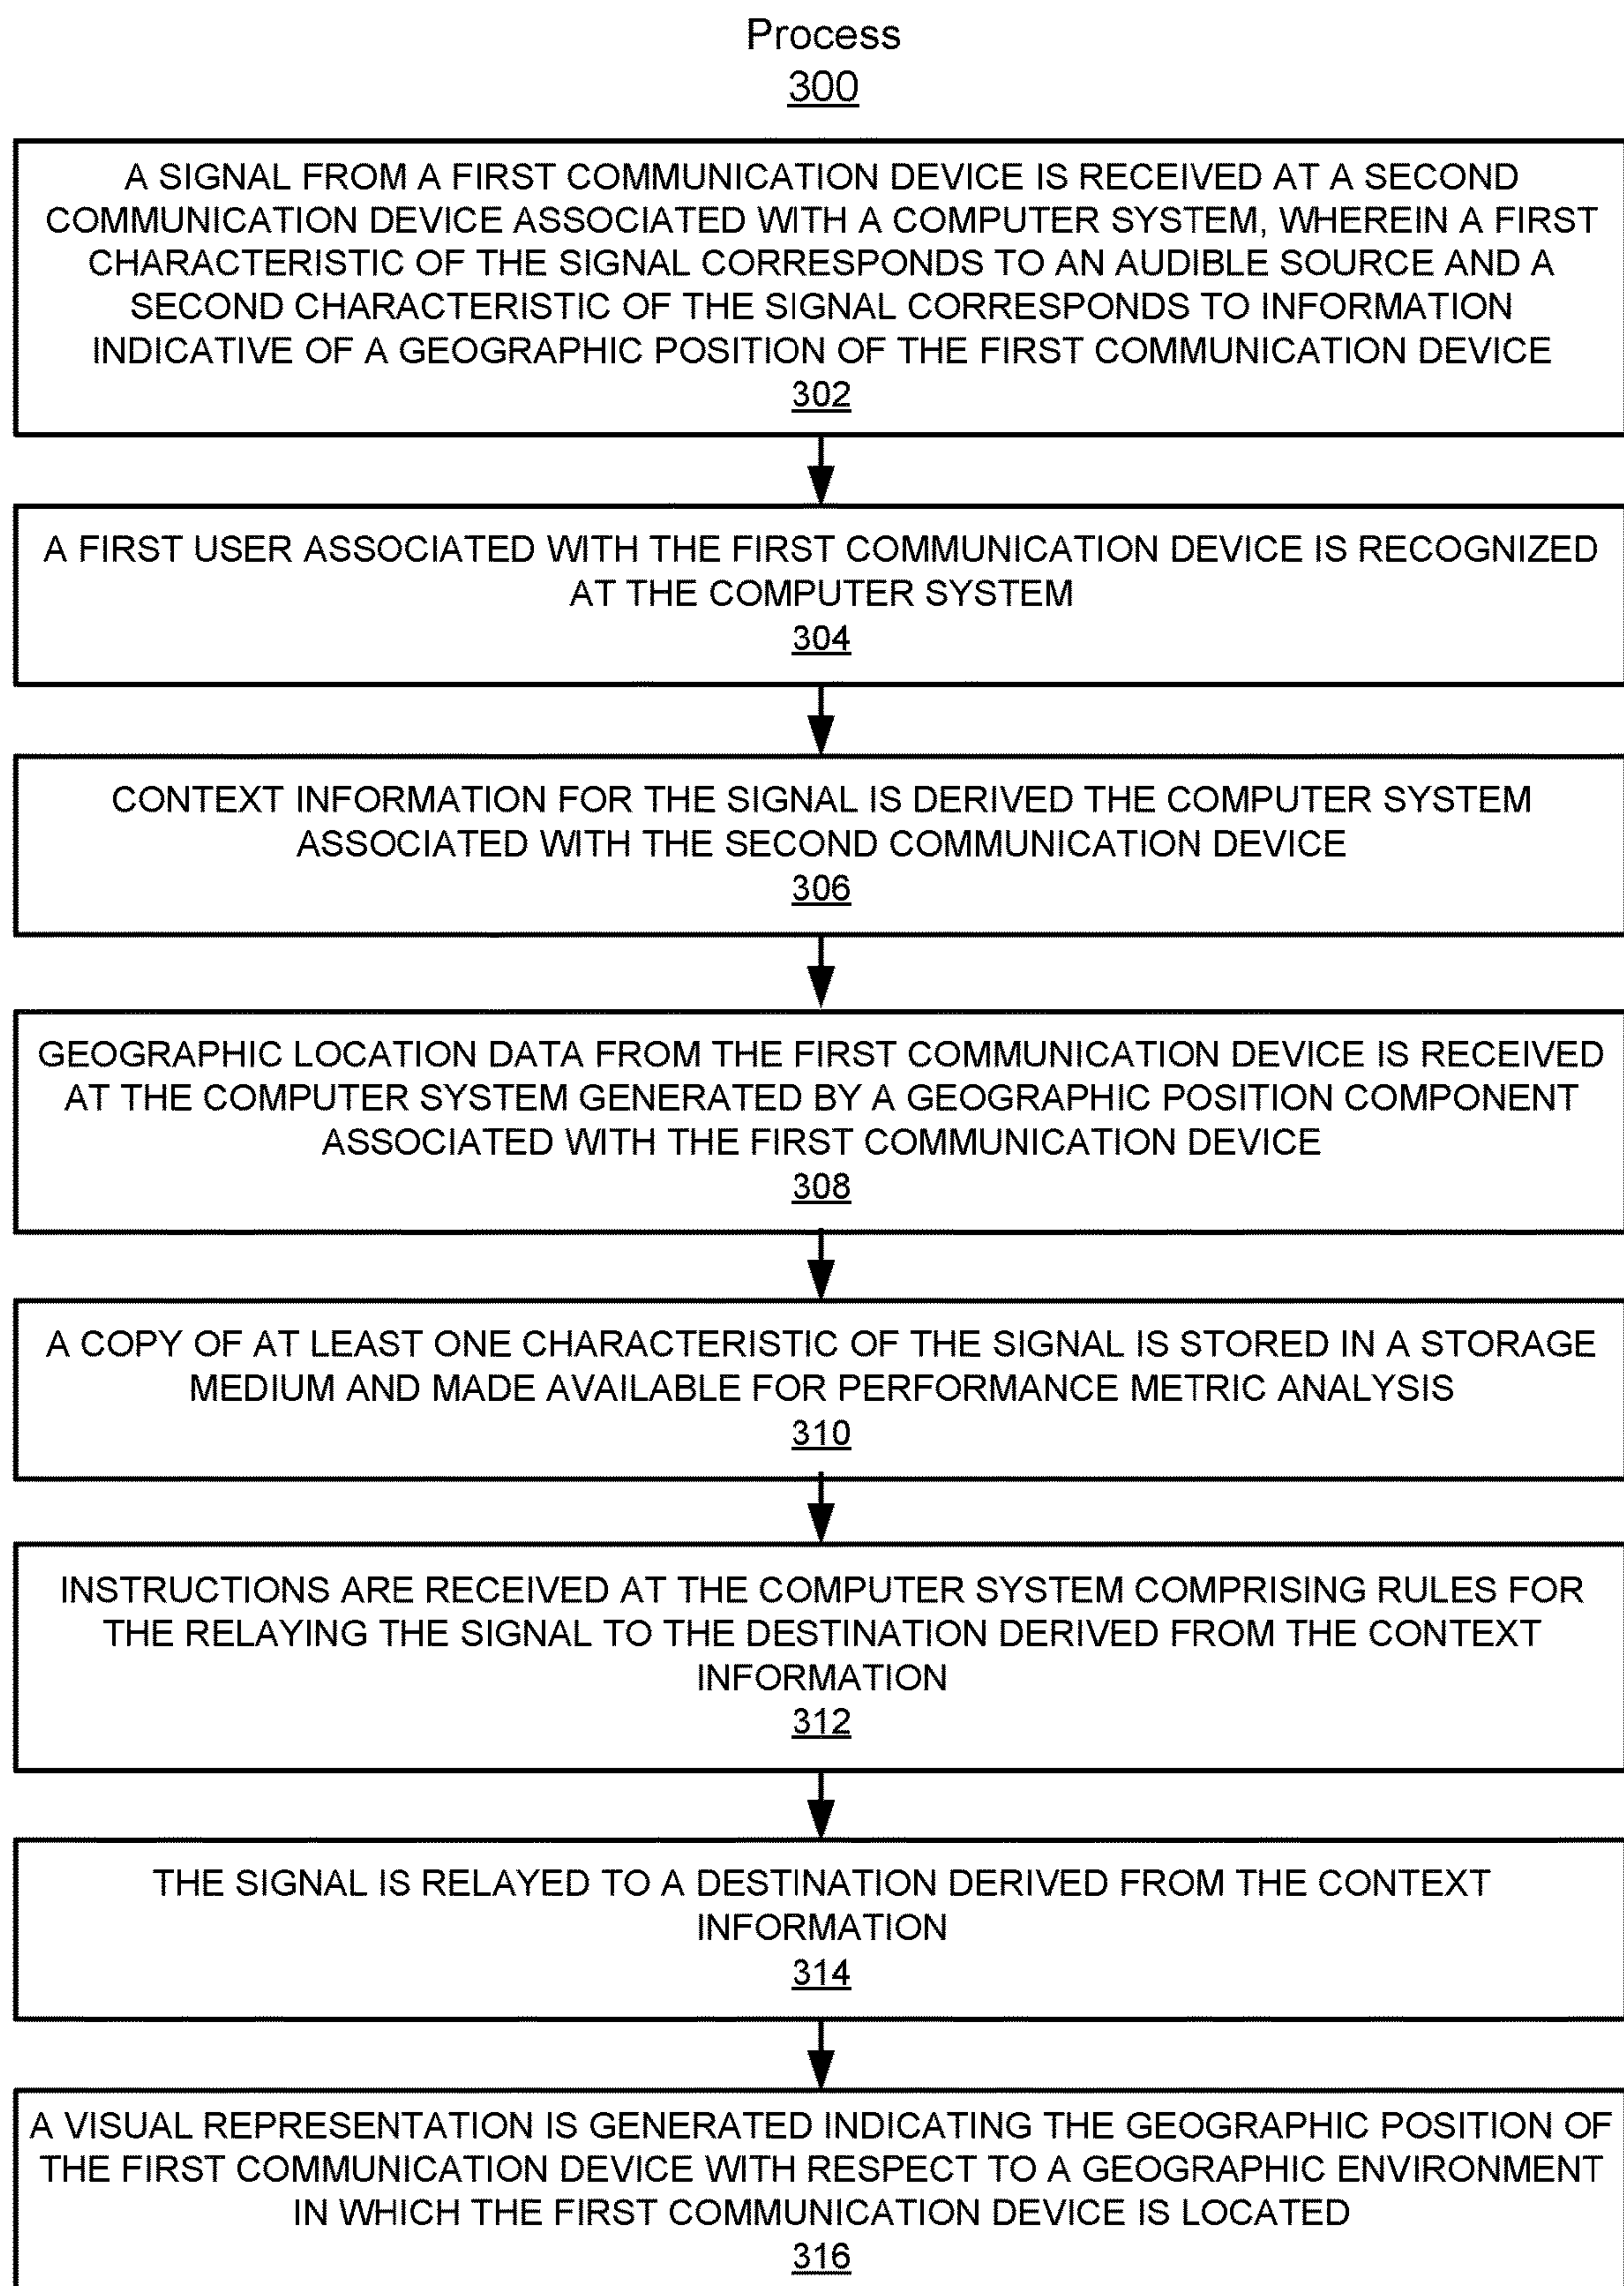 Process
300
A SIGNAL FROM A FIRST COMMUNICATION DEVICE IS RECEIVED AT A SECOND
COMMUNICATION DEVICE ASSOCIATED WITH A COMPUTER SYSTEM, WHEREIN A FIRST
CHARACTERISTIC OF THE SIGNAL CORRESPONDS TO AN AUDIBLE SOURCE AND A
SECOND CHARACTERISTIC OF THE SIGNAL CORRESPONDS TO INFORMATION
INDICATIVE OF A GEOGRAPHIC POSITION OF THE FIRST COMMUNICATION DEVICE
302
A FIRST USER ASSOCIATED WITH THE FIRST COMMUNICATION DEVICE IS RECOGNIZED
AT THE COMPUTER SYSTEM
304
CONTEXT INFORMATION FOR THE SIGNAL IS DERIVED THE COMPUTER SYSTEM
ASSOCIATED WITH THE SECOND COMMUNICATION DEVICE
306
GEOGRAPHIC LOCATION DATA FROM THE FIRST COMMUNICATION DEVICE IS RECEIVED
AT THE COMPUTER SYSTEM GENERATED BY A GEOGRAPHIC POSITION COMPONENT
ASSOCIATED WITH THE FIRST COMMUNICATION DEVICE
308
A COPY OF AT LEAST ONE CHARACTERISTIC OF THE SIGNAL IS STORED IN A STORAGE
MEDIUM AND MADE AVAILABLE FOR PERFORMANCE METRIC ANALYSIS
310
INSTRUCTIONS ARE RECEIVED AT THE COMPUTER SYSTEM COMPRISING RULES FOR
THE RELAYING THE SIGNAL TO THE DESTINATION DERIVED FROM THE CONTEXT
INFORMATION
312
THE SIGNAL IS RELAYED TO A DESTINATION DERIVED FROM THE CONTEXT
INFORMATION
314
A VISUAL REPRESENTATION IS GENERATED INDICATING THE GEOGRAPHIC POSITION OF
THE FIRST COMMUNICATION DEVICE WITH RESPECT TO A GEOGRAPHIC ENVIRONMENT
IN WHICH THE FIRST COMMUNICATION DEVICE IS LOCATED
316